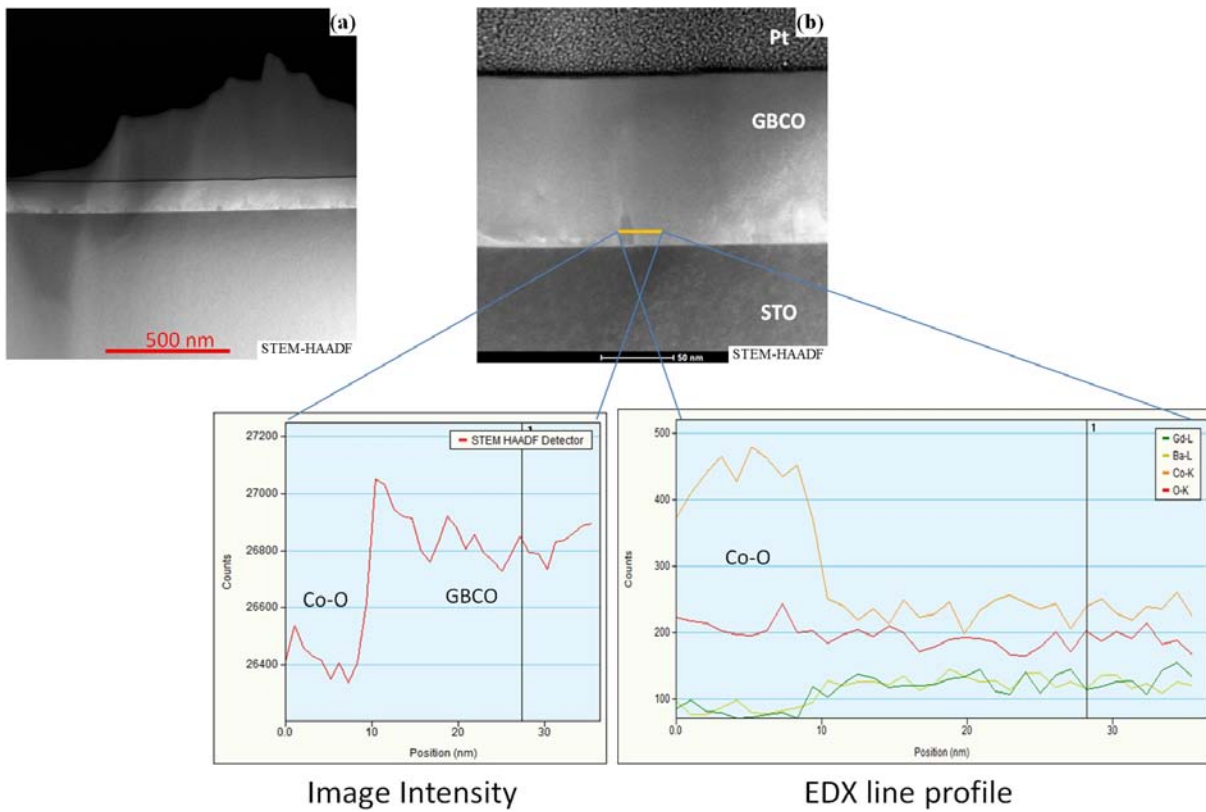 (a)
500 nm
STEM-HAADF
(b)
Pt
GBCO
STO
50 nm
STEM-HAADF
27200
27000
26800
26600
26400
Counts
STEM HAADF Detector
Co-O
GBCO
0.0
10
20
30
Position (nm)
Image Intensity
500
400
300
200
100
Counts
1
Gd-L
Ba-L
Co-K
O-K
Co-O
0.0
10
20
30
Position (nm)
EDX line profile